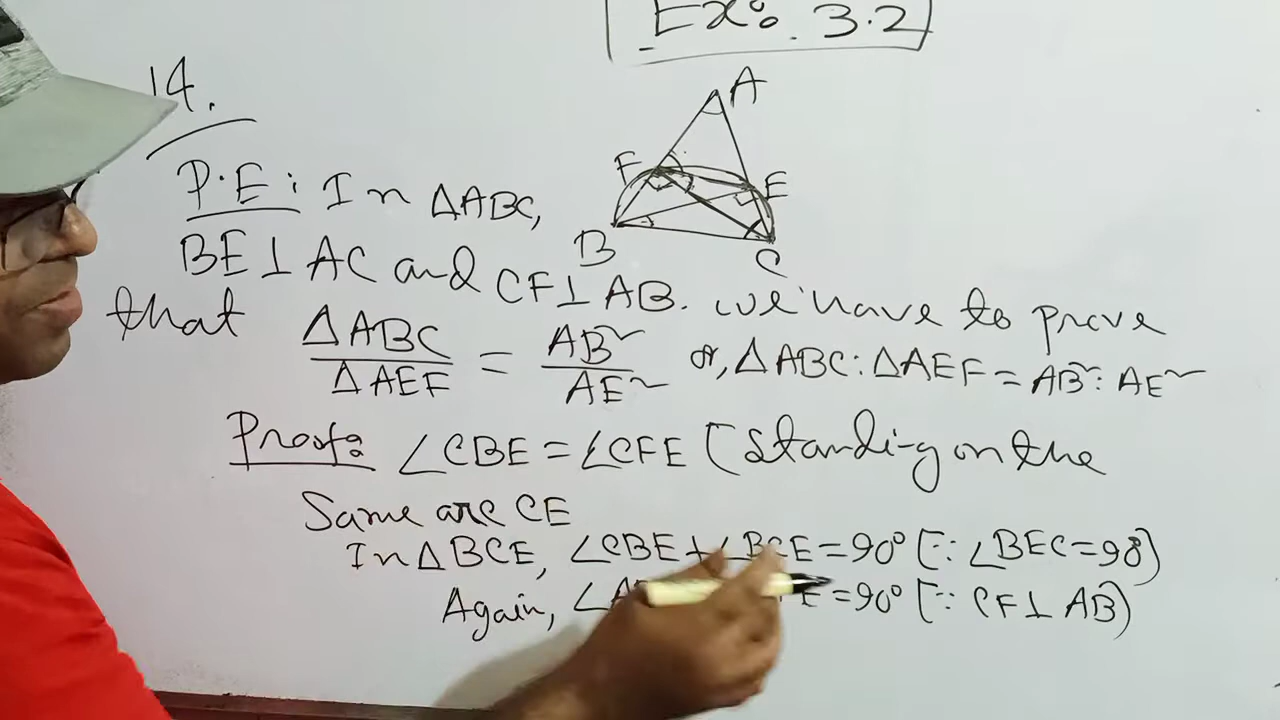 Ex: 3.2
14.
A
F
E
B
C
P.E: In ΔABC,
BE⊥AC and CF⊥AB. we have to prove
that ΔABC/ΔAEF = AB²/AE² or, ΔABC:ΔAEF = AB²:AE²
Proof: ∠CBE = ∠CFE [Standing on the
Same arc CE
In ΔBCE, ∠CBE + ∠BCE = 90° [∵ ∠BEC = 90°]
Again, ∠A E = 90° [∵ CF⊥AB]